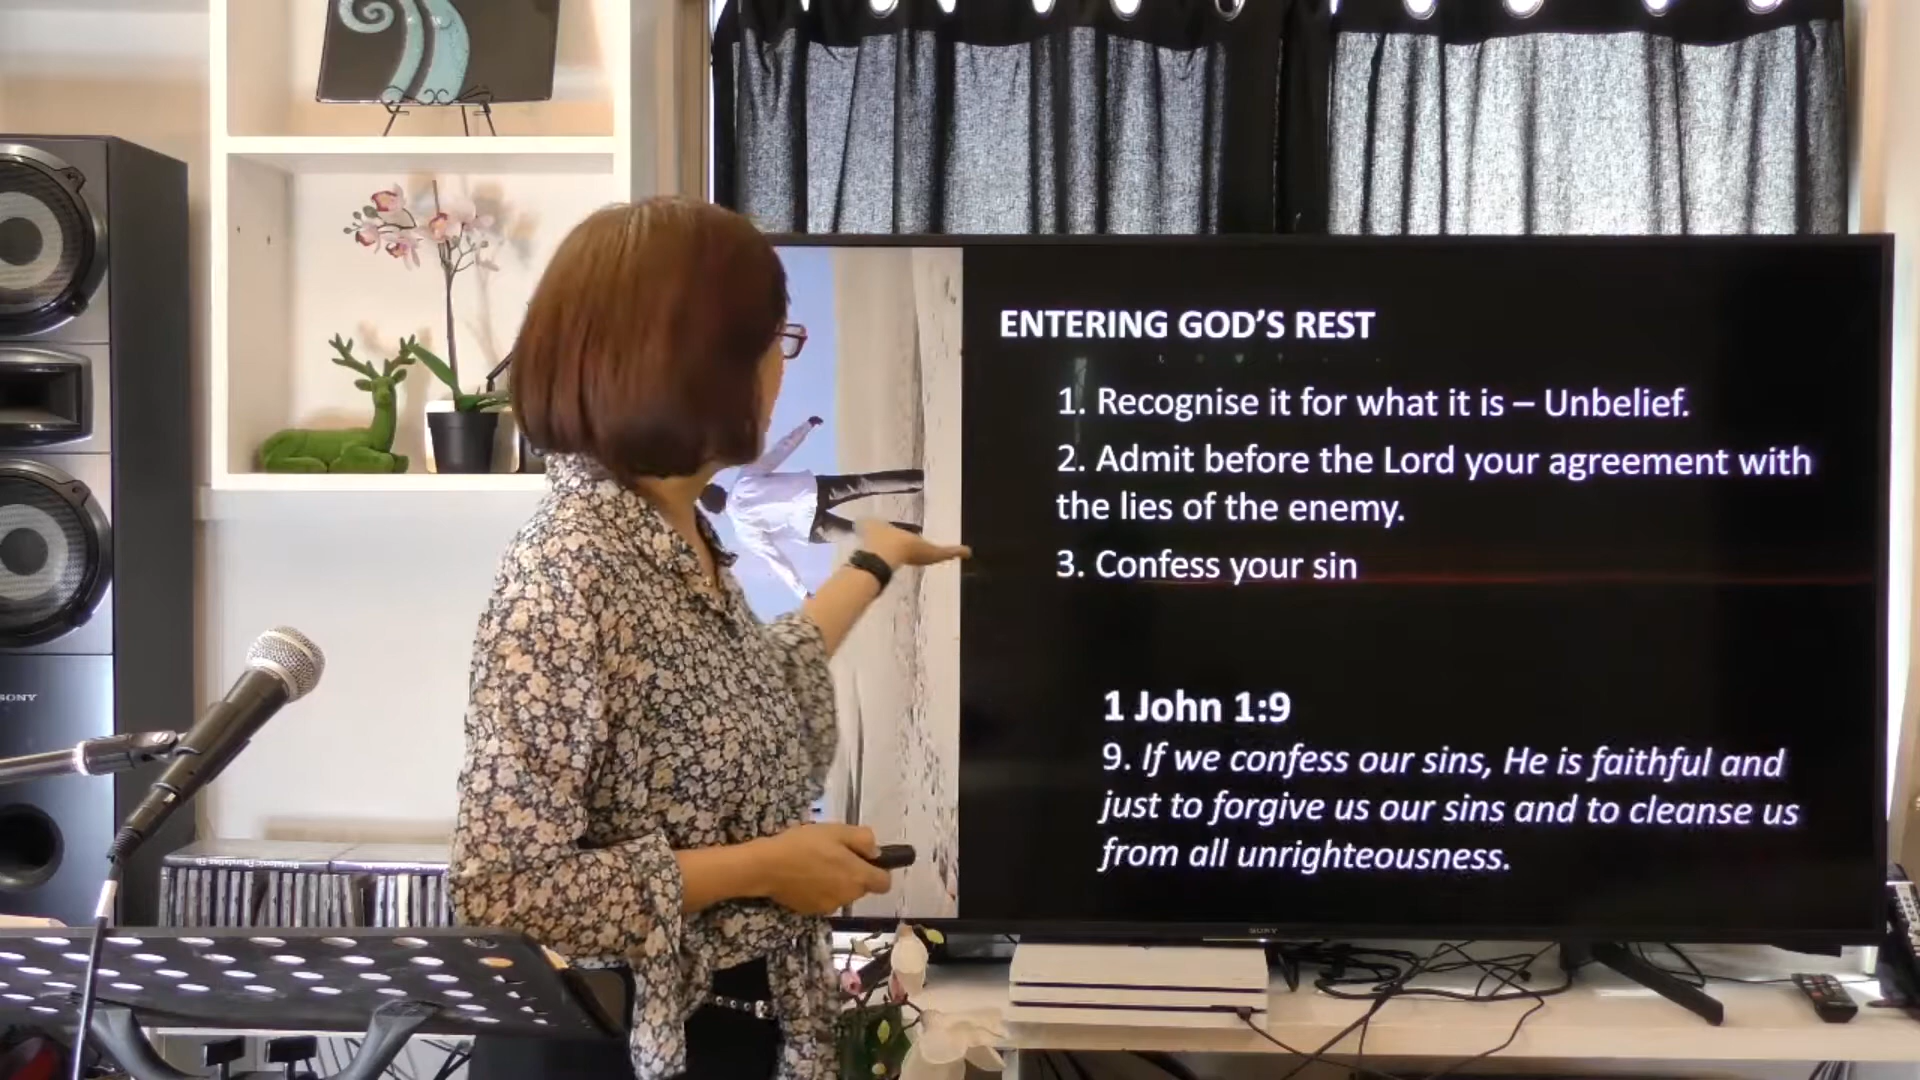 ENTERING GOD'S REST
1. Recognise it for what it is – Unbelief.
2. Admit before the Lord your agreement with
the lies of the enemy.
3. Confess your sin
1 John 1:9
9. If we confess our sins, He is faithful and
just to forgive us our sins and to cleanse us
from all unrighteousness.
SONY
SONY